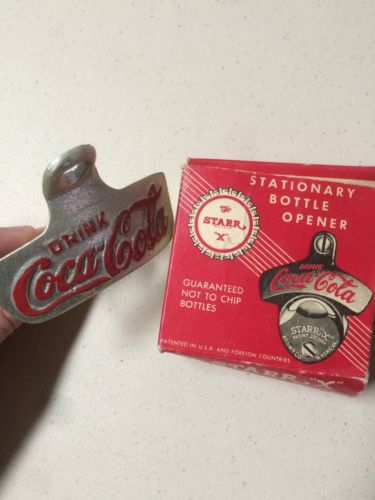 DRINK
Coca-Cola
STATIONARY
BOTTLE
OPENER
The
STARR
"X"
GUARANTEED
NOT TO CHIP
BOTTLES
DRINK
Coca-Cola
STARR "X"
PATENTED IN U.S.A. AND FOREIGN COUNTRIES
STARR "X"